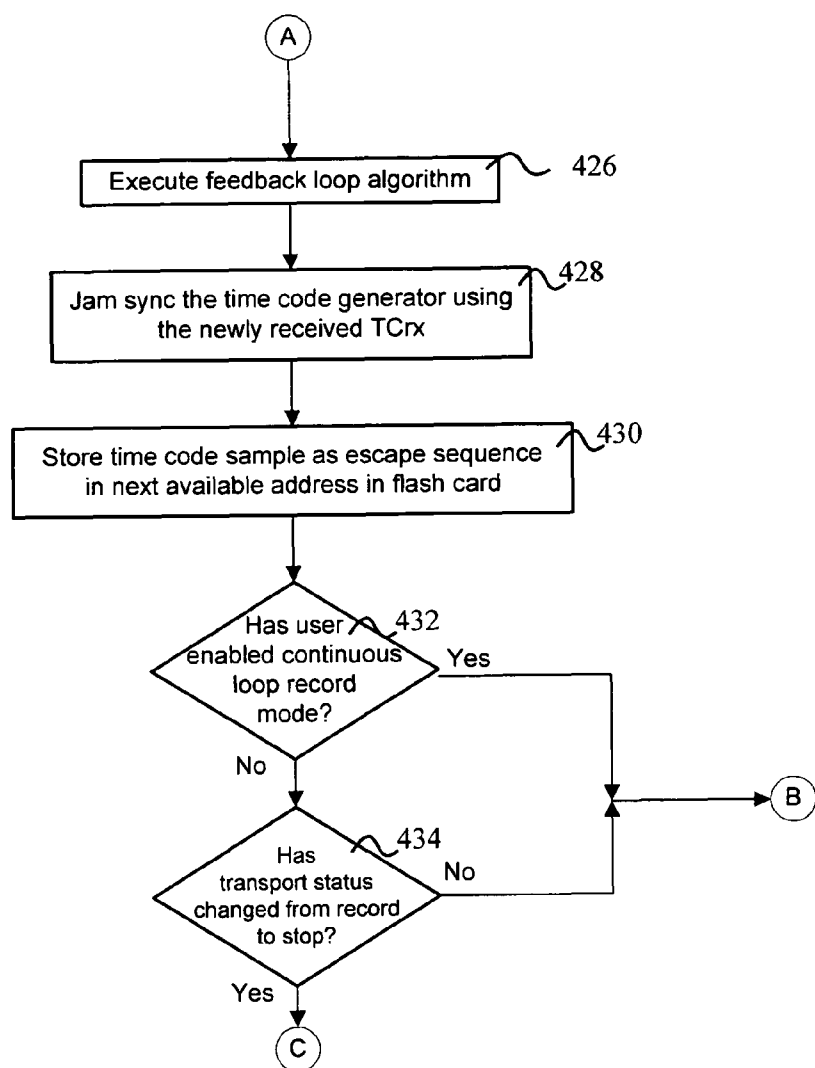 A
Execute feedback loop algorithm
426
Jam sync the time code generator using
the newly received TCrx
428
Store time code sample as escape sequence
in next available address in flash card
430
Has user
enabled continuous
loop record
mode?
432
Yes
No
B
Has
transport status
changed from record
to stop?
434
No
Yes
C